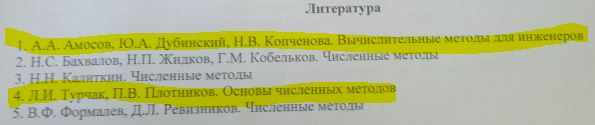 Литература
1. А.А. Амосов, Ю.А. Дубинский, Н.В. Копченова. Вычислительные методы для инженеров
2. Н.С. Бахвалов, Н.П. Жидков, Г.М. Кобельков. Численные методы
3. Н.Н. Калиткин. Численные методы
4. Л.И. Турчак, П.В. Плотников. Основы численных методов
5. В.Ф. Формалев, Д.Л. Ревизников. Численные методы